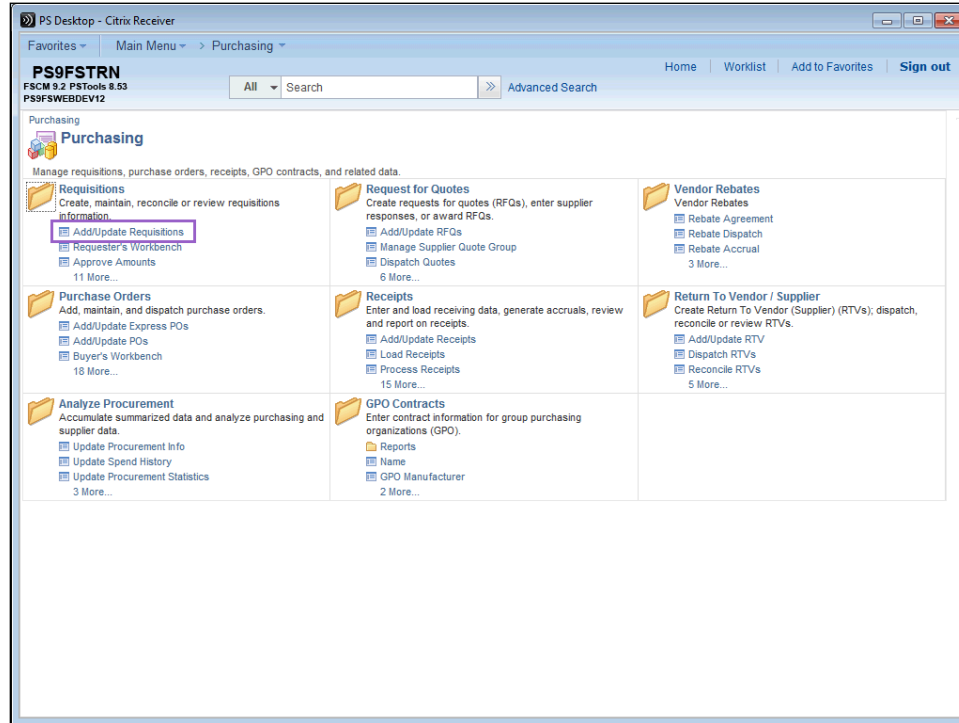 PS Desktop - Citrix Receiver
Favorites Main Menu > Purchasing
PS9FSTRN
FSCM 9.2 PSTools 8.53
PS9FSWEBDEV12
All Search Advanced Search
Home Worklist Add to Favorites Sign out
Purchasing
Purchasing
Manage requisitions, purchase orders, receipts, GPO contracts, and related data.
Requisitions
Create, maintain, reconcile or review requisitions
information.
Add/Update Requisitions
Requester's Workbench
Approve Amounts
11 More...
Request for Quotes
Create requests for quotes (RFQs), enter supplier
responses, or award RFQs.
Add/Update RFQs
Manage Supplier Quote Group
Dispatch Quotes
6 More...
Vendor Rebates
Vendor Rebates
Rebate Agreement
Rebate Dispatch
Rebate Accrual
3 More...
Purchase Orders
Add, maintain, and dispatch purchase orders.
Add/Update Express POs
Add/Update POs
Buyer's Workbench
18 More...
Receipts
Enter and load receiving data, generate accruals, review
and report on receipts.
Add/Update Receipts
Load Receipts
Process Receipts
15 More...
Return To Vendor / Supplier
Create Return To Vendor (Supplier) (RTVs); dispatch,
reconcile or review RTVs.
Add/Update RTV
Dispatch RTVs
Reconcile RTVs
5 More...
Analyze Procurement
Accumulate summarized data and analyze purchasing and
supplier data.
Update Procurement Info
Update Spend History
Update Procurement Statistics
3 More...
GPO Contracts
Enter contract information for group purchasing
organizations (GPO).
Reports
Name
GPO Manufacturer
2 More...